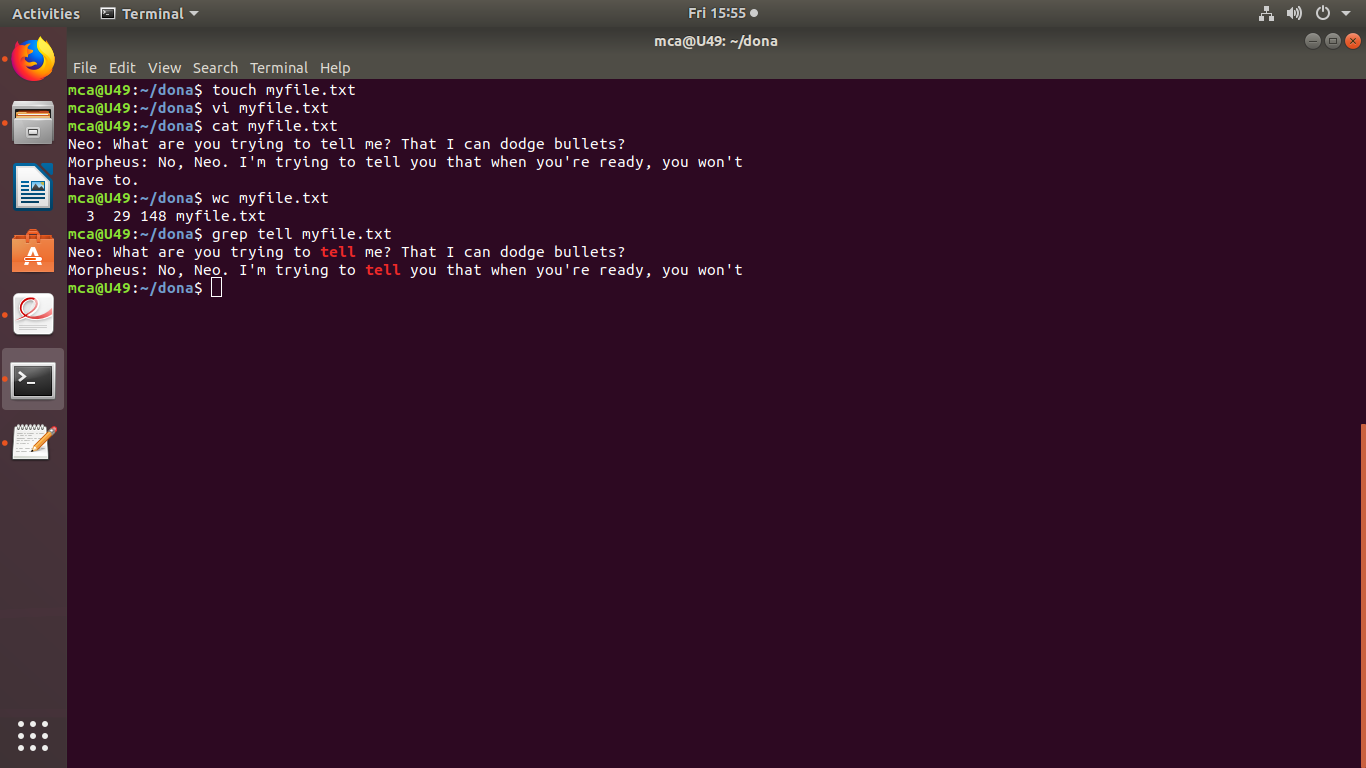 Activities Terminal Fri 15:55
mca@U49: ~/dona
File Edit View Search Terminal Help
mca@U49:~/dona$ touch myfile.txt
mca@U49:~/dona$ vi myfile.txt
mca@U49:~/dona$ cat myfile.txt
Neo: What are you trying to tell me? That I can dodge bullets?
Morpheus: No, Neo. I'm trying to tell you that when you're ready, you won't
have to.
mca@U49:~/dona$ wc myfile.txt
  3  29 148 myfile.txt
mca@U49:~/dona$ grep tell myfile.txt
Neo: What are you trying to tell me? That I can dodge bullets?
Morpheus: No, Neo. I'm trying to tell you that when you're ready, you won't
mca@U49:~/dona$